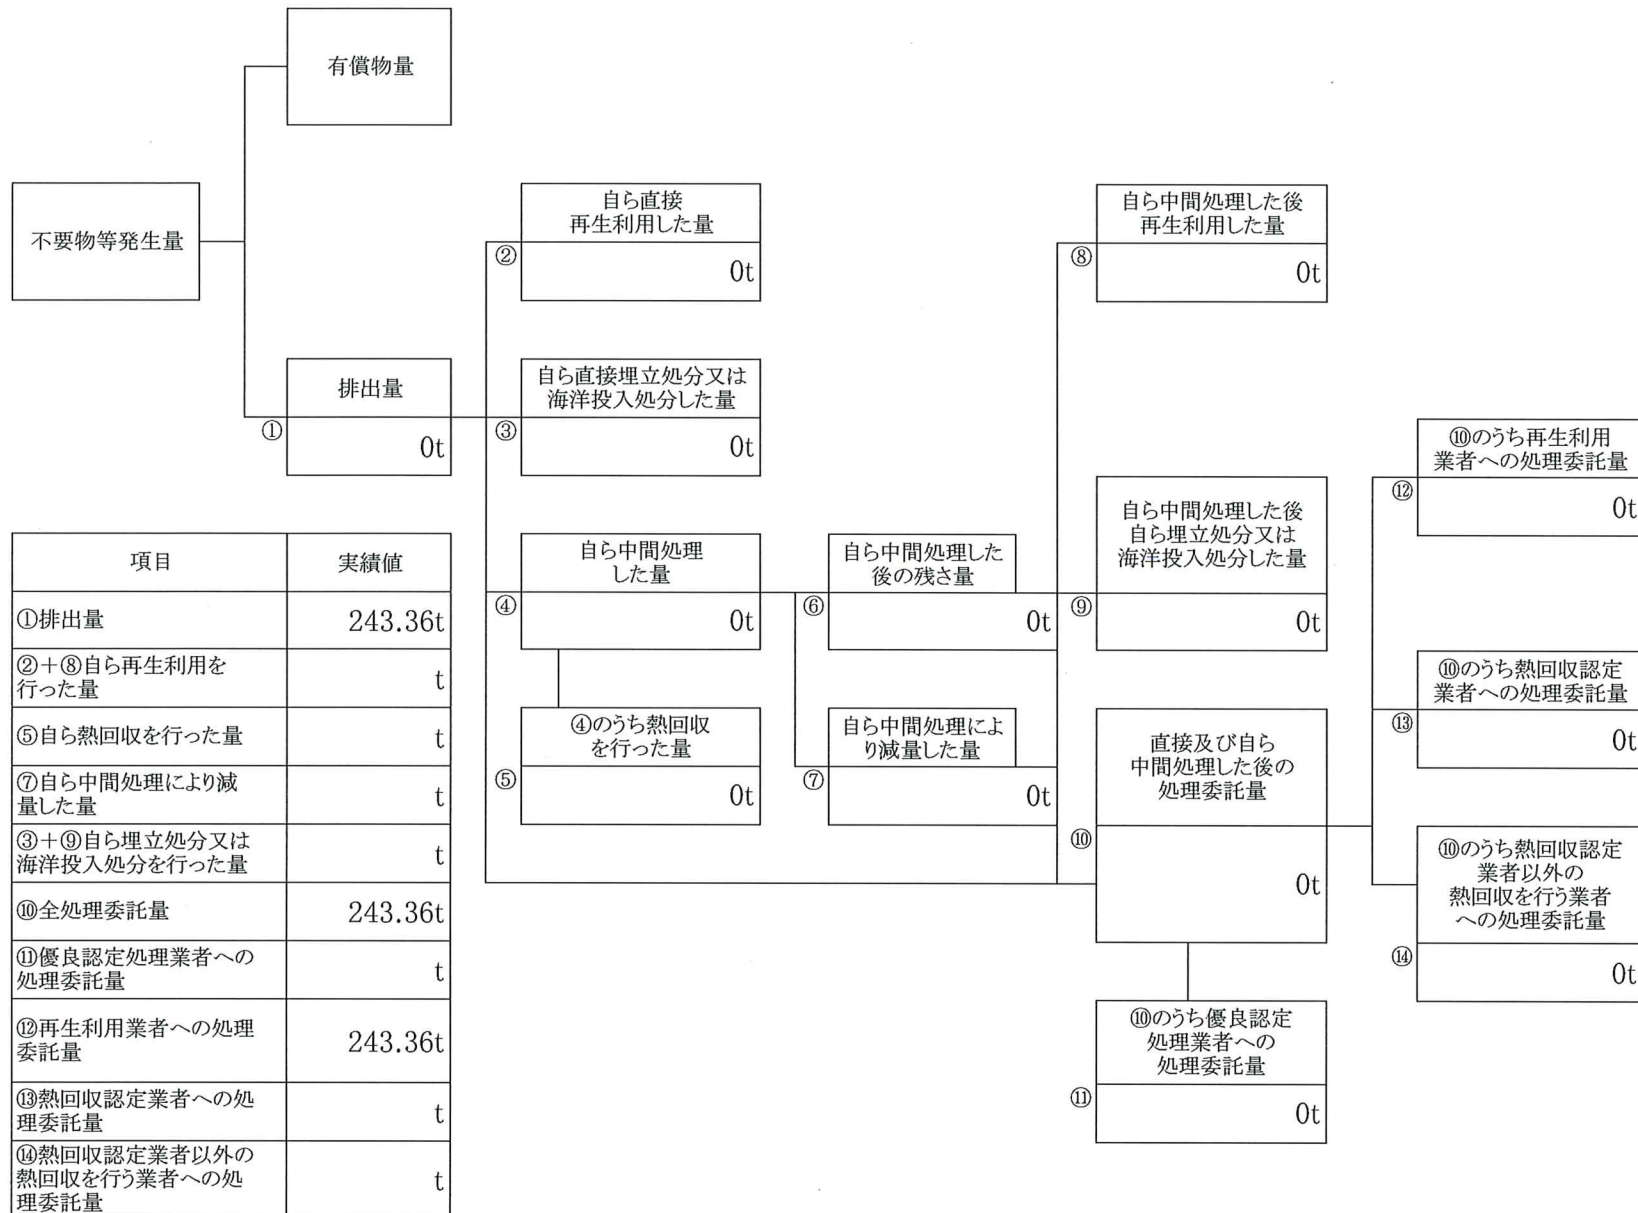 有償物量
不要物等発生量
自ら直接
再生利用した量
②
0t
自ら中間処理した後
再生利用した量
⑧
0t
排出量
①
0t
自ら直接埋立処分又は
海洋投入処分した量
③
0t
⑩のうち再生利用
業者への処理委託量
⑫
0t
自ら中間処理した後
自ら埋立処分又は
海洋投入処分した量
⑨
0t
自ら中間処理
した量
④
0t
自ら中間処理した
後の残さ量
⑥
0t
⑩のうち熱回収認定
業者への処理委託量
⑬
0t
④のうち熱回収
を行った量
⑤
0t
自ら中間処理によ
り減量した量
⑦
0t
直接及び自ら
中間処理した後の
処理委託量
⑩
0t
⑩のうち熱回収認定
業者以外の
熱回収を行う業者
への処理委託量
⑭
0t
⑩のうち優良認定
処理業者への
処理委託量
⑪
0t
項目 実績値
①排出量 243.36t
②+⑧自ら再生利用を
行った量 t
⑤自ら熱回収を行った量 t
⑦自ら中間処理により減
量した量 t
③+⑨自ら埋立処分又は
海洋投入処分を行った量 t
⑩全処理委託量 243.36t
⑪優良認定処理業者への
処理委託量 t
⑫再生利用業者への処理
委託量 243.36t
⑬熱回収認定業者への処
理委託量 t
⑭熱回収認定業者以外の
熱回収を行う業者への処
理委託量 t